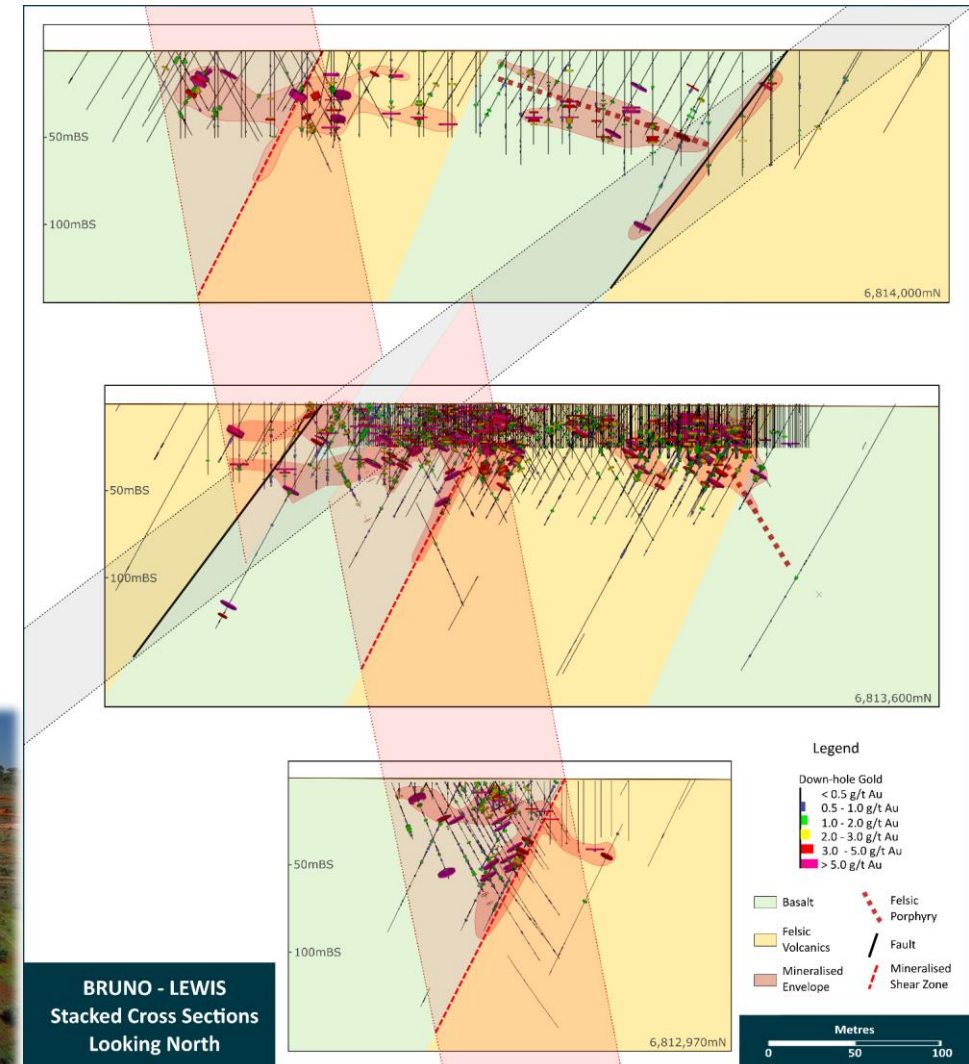 50mBS
100mBS
6,814,000mN
50mBS
100mBS
6,813,600mN
50mBS
100mBS
6,812,970mN
Legend
Down-hole Gold
< 0.5 g/t Au
0.5 - 1.0 g/t Au
1.0 - 2.0 g/t Au
2.0 - 3.0 g/t Au
3.0 - 5.0 g/t Au
> 5.0 g/t Au
Basalt
Felsic
Volcanics
Mineralised
Envelope
Felsic
Porphyry
Fault
Mineralised
Shear Zone
BRUNO - LEWIS
Stacked Cross Sections
Looking North
Metres
0 50 100